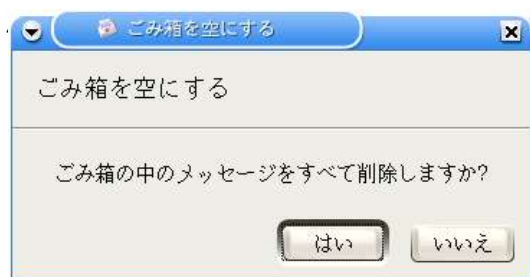 ごみ箱を空にする
ごみ箱を空にする
ごみ箱の中のメッセージをすべて削除しますか?
はい
いいえ